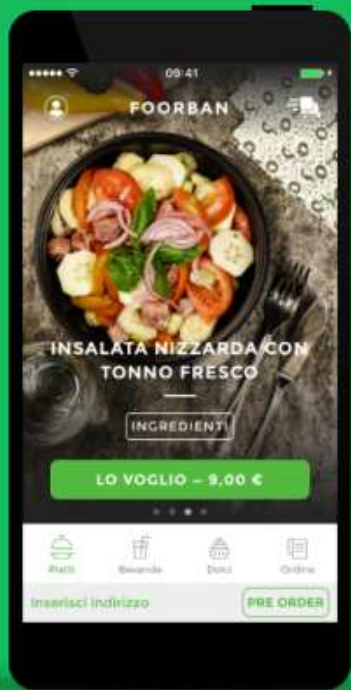 09:41
FOORBAN
INSALATA NIZZARDA CON
TONNO FRESCO
INGREDIENTI
LO VOGLIO – 9,00 €
Piatti
Bevande
Dolci
Ordine
Inserisci indirizzo
PRE ORDER